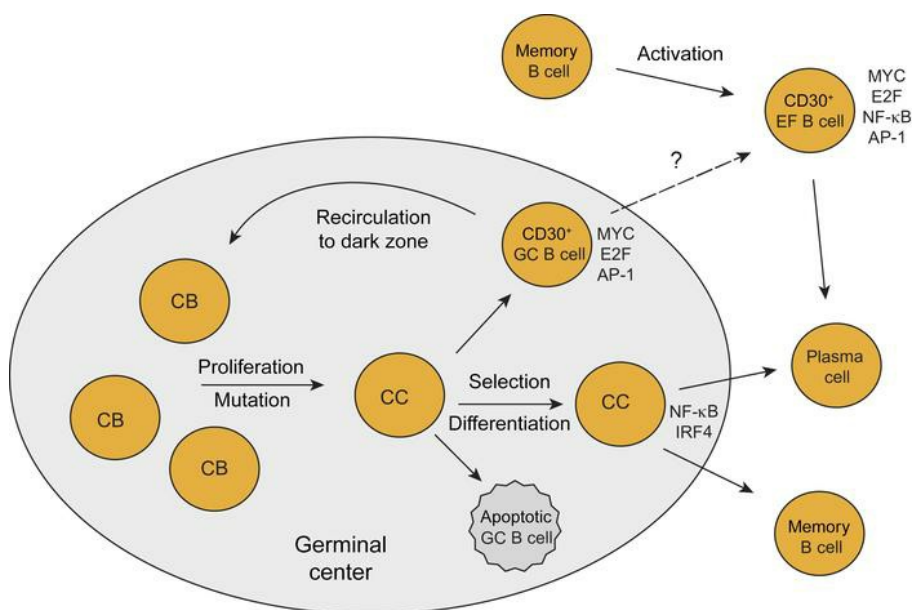 Memory
B cell
Activation
CD30⁺
EF B cell
MYC
E2F
NF-κB
AP-1
?
Recirculation
to dark zone
CD30⁺
GC B cell
MYC
E2F
AP-1
CB
Proliferation
Mutation
CB
CB
CC
Selection
Differentiation
CC
NF-κB
IRF4
Plasma
cell
Apoptotic
GC B cell
Memory
B cell
Germinal
center